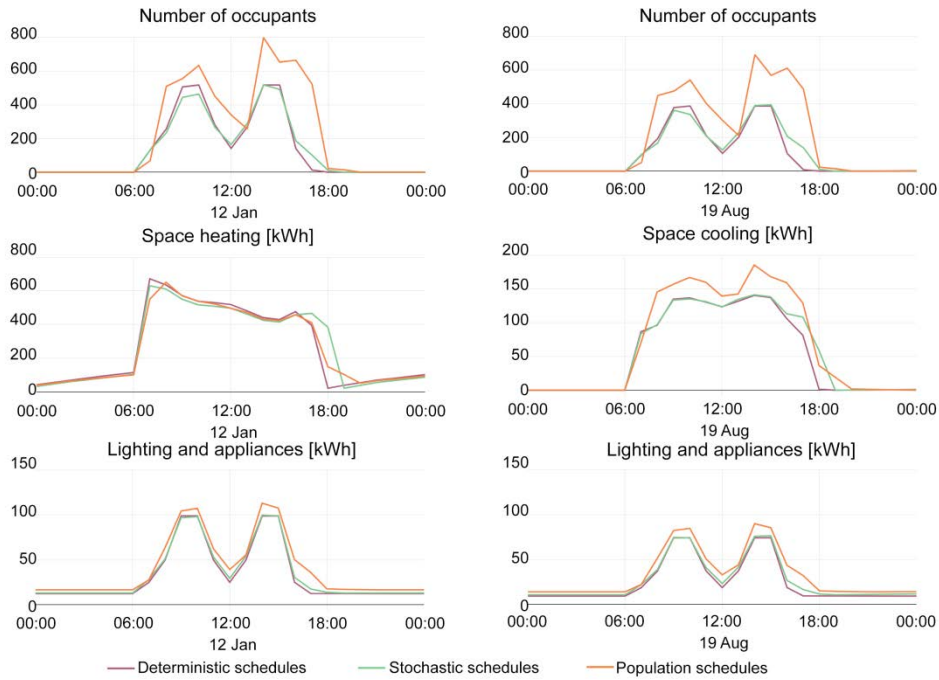 Number of occupants
800
600
400
200
0
00:00 06:00 12:00 18:00 00:00
12 Jan
Number of occupants
800
600
400
200
0
00:00 06:00 12:00 18:00 00:00
19 Aug
Space heating [kWh]
800
600
400
200
0
00:00 06:00 12:00 18:00 00:00
12 Jan
Space cooling [kWh]
200
150
100
50
0
00:00 06:00 12:00 18:00 00:00
19 Aug
Lighting and appliances [kWh]
150
100
50
0
00:00 06:00 12:00 18:00 00:00
12 Jan
Lighting and appliances [kWh]
150
100
50
0
00:00 06:00 12:00 18:00 00:00
19 Aug
Deterministic schedules Stochastic schedules Population schedules